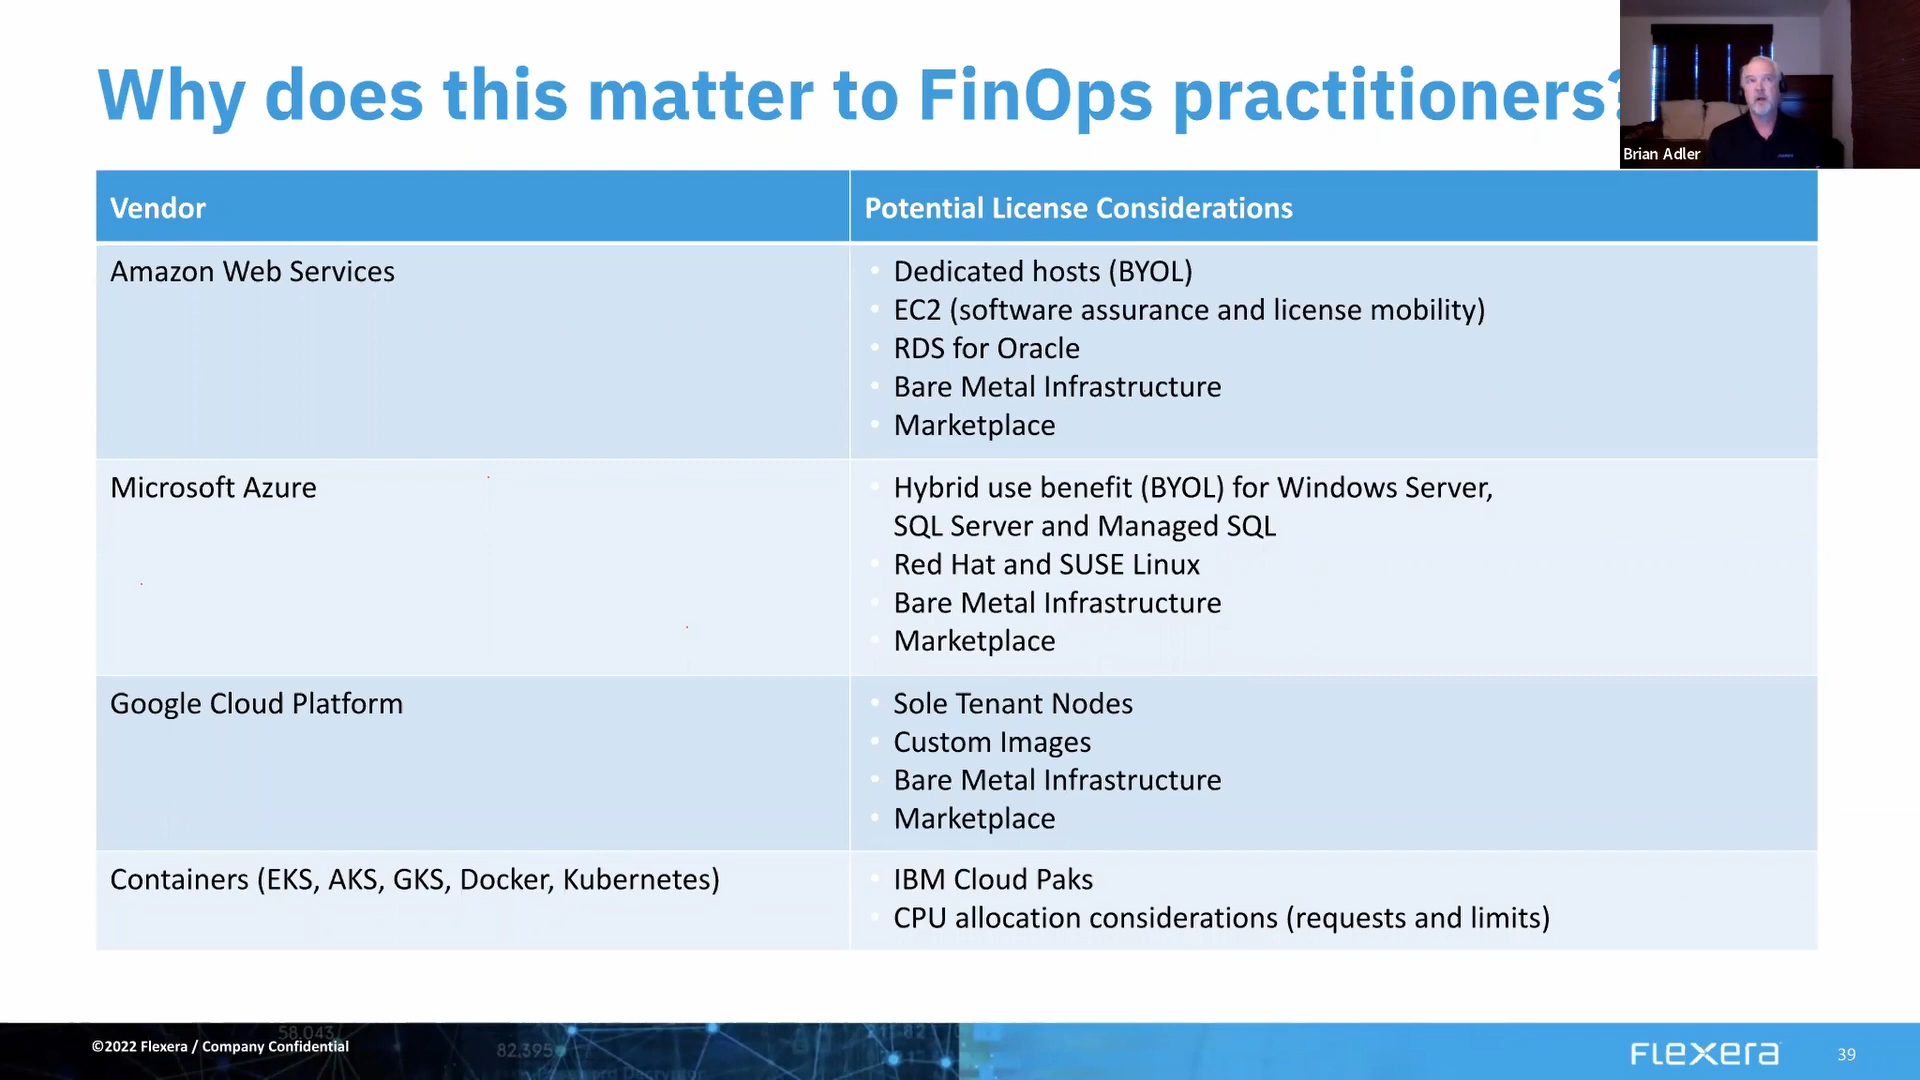 Why does this matter to FinOps practitioners?
Brian Adler
Vendor
Potential License Considerations
Amazon Web Services
• Dedicated hosts (BYOL)
• EC2 (software assurance and license mobility)
• RDS for Oracle
• Bare Metal Infrastructure
• Marketplace
Microsoft Azure
• Hybrid use benefit (BYOL) for Windows Server,
SQL Server and Managed SQL
• Red Hat and SUSE Linux
• Bare Metal Infrastructure
• Marketplace
Google Cloud Platform
• Sole Tenant Nodes
• Custom Images
• Bare Metal Infrastructure
• Marketplace
Containers (EKS, AKS, GKS, Docker, Kubernetes)
• IBM Cloud Paks
• CPU allocation considerations (requests and limits)
58,043
82,395
©2022 Flexera / Company Confidential
FLEXERA
39